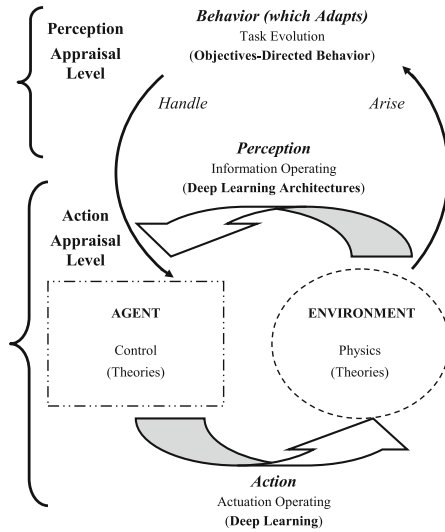 Perception
Appraisal
Level
Behavior (which Adapts)
Task Evolution
(Objectives-Directed Behavior)
Handle
Arise
Perception
Information Operating
(Deep Learning Architectures)
Action
Appraisal
Level
AGENT
Control
(Theories)
ENVIRONMENT
Physics
(Theories)
Action
Actuation Operating
(Deep Learning)